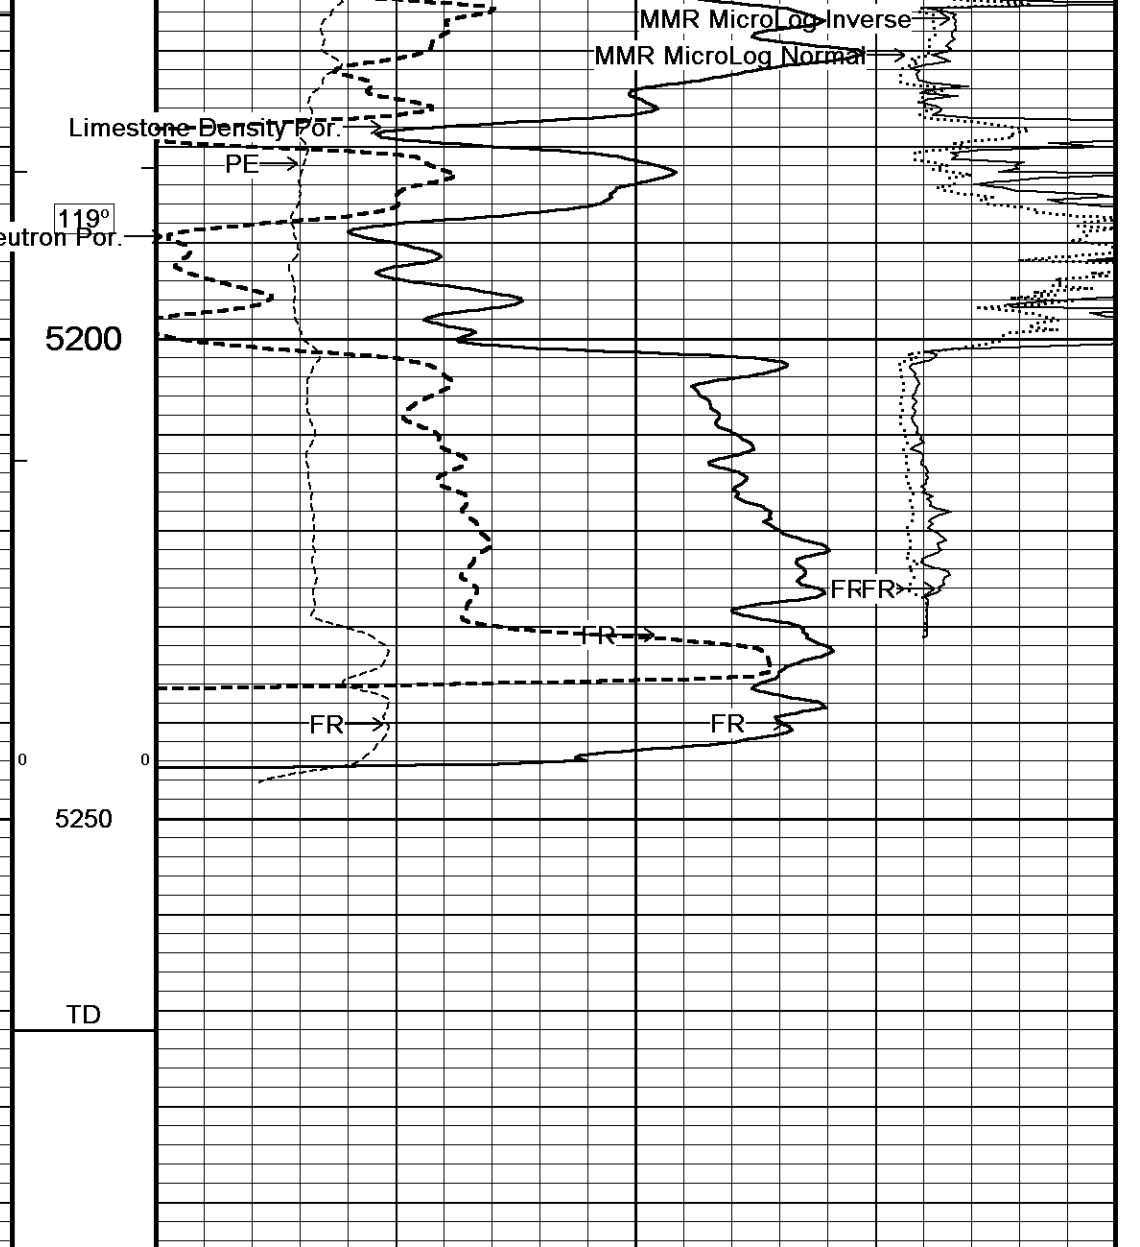 MMR MicroLog Inverse
MMR MicroLog Normal
Limestone Density Por.
PE
119º
eutron Por.
5200
FRFR
FR
FR
FR
0
0
5250
TD